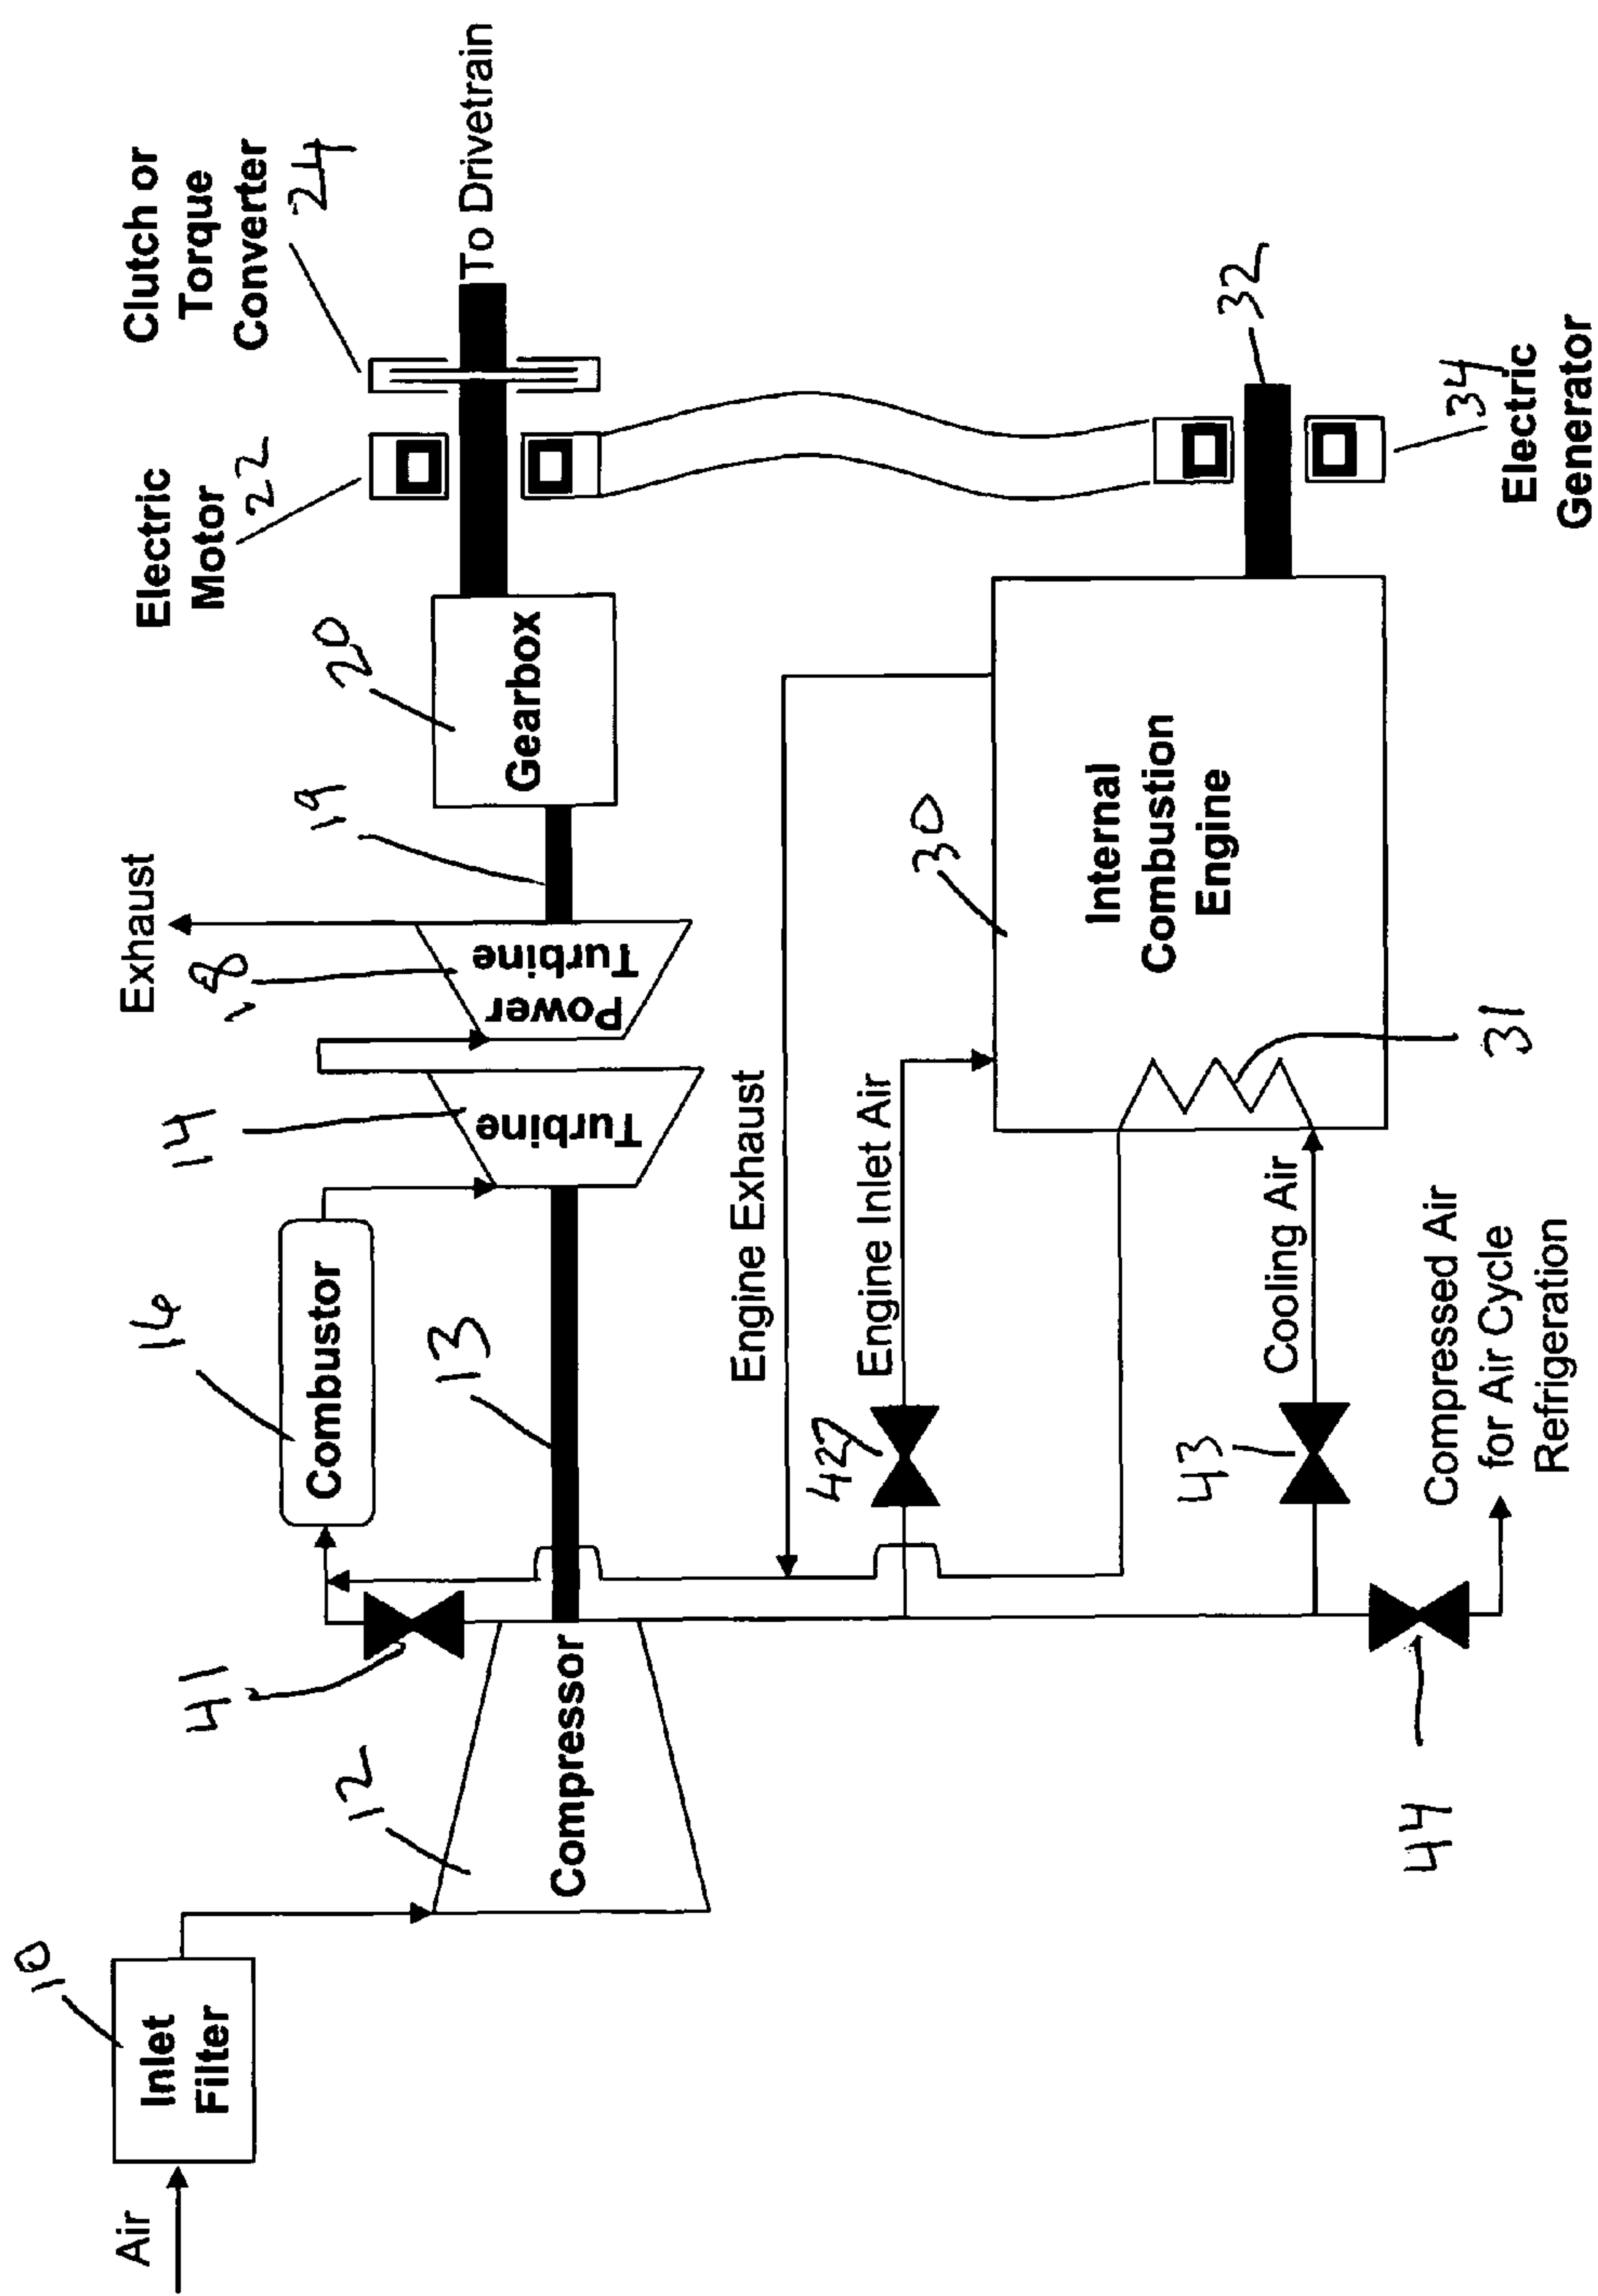 Air
10
Inlet
Filter
12
Compressor
41
16
Combustor
13
14
Turbine
Exhaust
18
Power
Turbine
19
20
Gearbox
Electric
Motor
22
Clutch or
Torque
Converter
24
To Drivetrain
Engine Exhaust
42
Engine Inlet Air
43
Cooling Air
44
Compressed Air
for Air Cycle
Refrigeration
30
Internal
Combustion
Engine
31
32
34
Electric
Generator